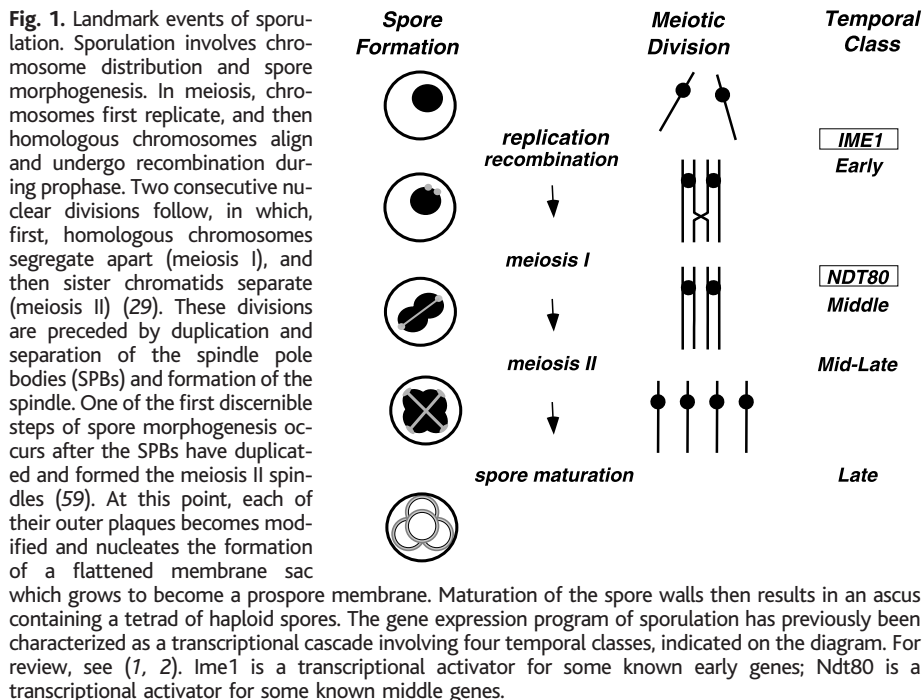 Fig. 1. Landmark events of sporu-
lation. Sporulation involves chro-
mosome distribution and spore
morphogenesis. In meiosis, chro-
mosomes first replicate, and then
homologous chromosomes align
and undergo recombination dur-
ing prophase. Two consecutive nu-
clear divisions follow, in which,
first, homologous chromosomes
segregate apart (meiosis I), and
then sister chromatids separate
(meiosis II) (29). These divisions
are preceded by duplication and
separation of the spindle pole
bodies (SPBs) and formation of the
spindle. One of the first discernible
steps of spore morphogenesis oc-
curs after the SPBs have duplicat-
ed and formed the meiosis II spin-
dles (59). At this point, each of
their outer plaques becomes mod-
ified and nucleates the formation
of a flattened membrane sac
which grows to become a prospore membrane. Maturation of the spore walls then results in an ascus
containing a tetrad of haploid spores. The gene expression program of sporulation has previously been
characterized as a transcriptional cascade involving four temporal classes, indicated on the diagram. For
review, see (1, 2). Ime1 is a transcriptional activator for some known early genes; Ndt80 is a
transcriptional activator for some known middle genes.
Spore
Formation
Meiotic
Division
Temporal
Class
replication
recombination
IME1
Early
meiosis I
NDT80
Middle
meiosis II
Mid-Late
spore maturation
Late